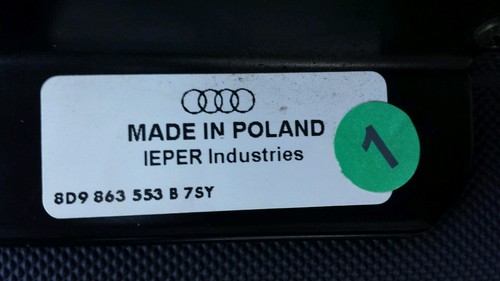 MADE IN POLAND
IEPER Industries
1
8D9 863 553 B 7SY